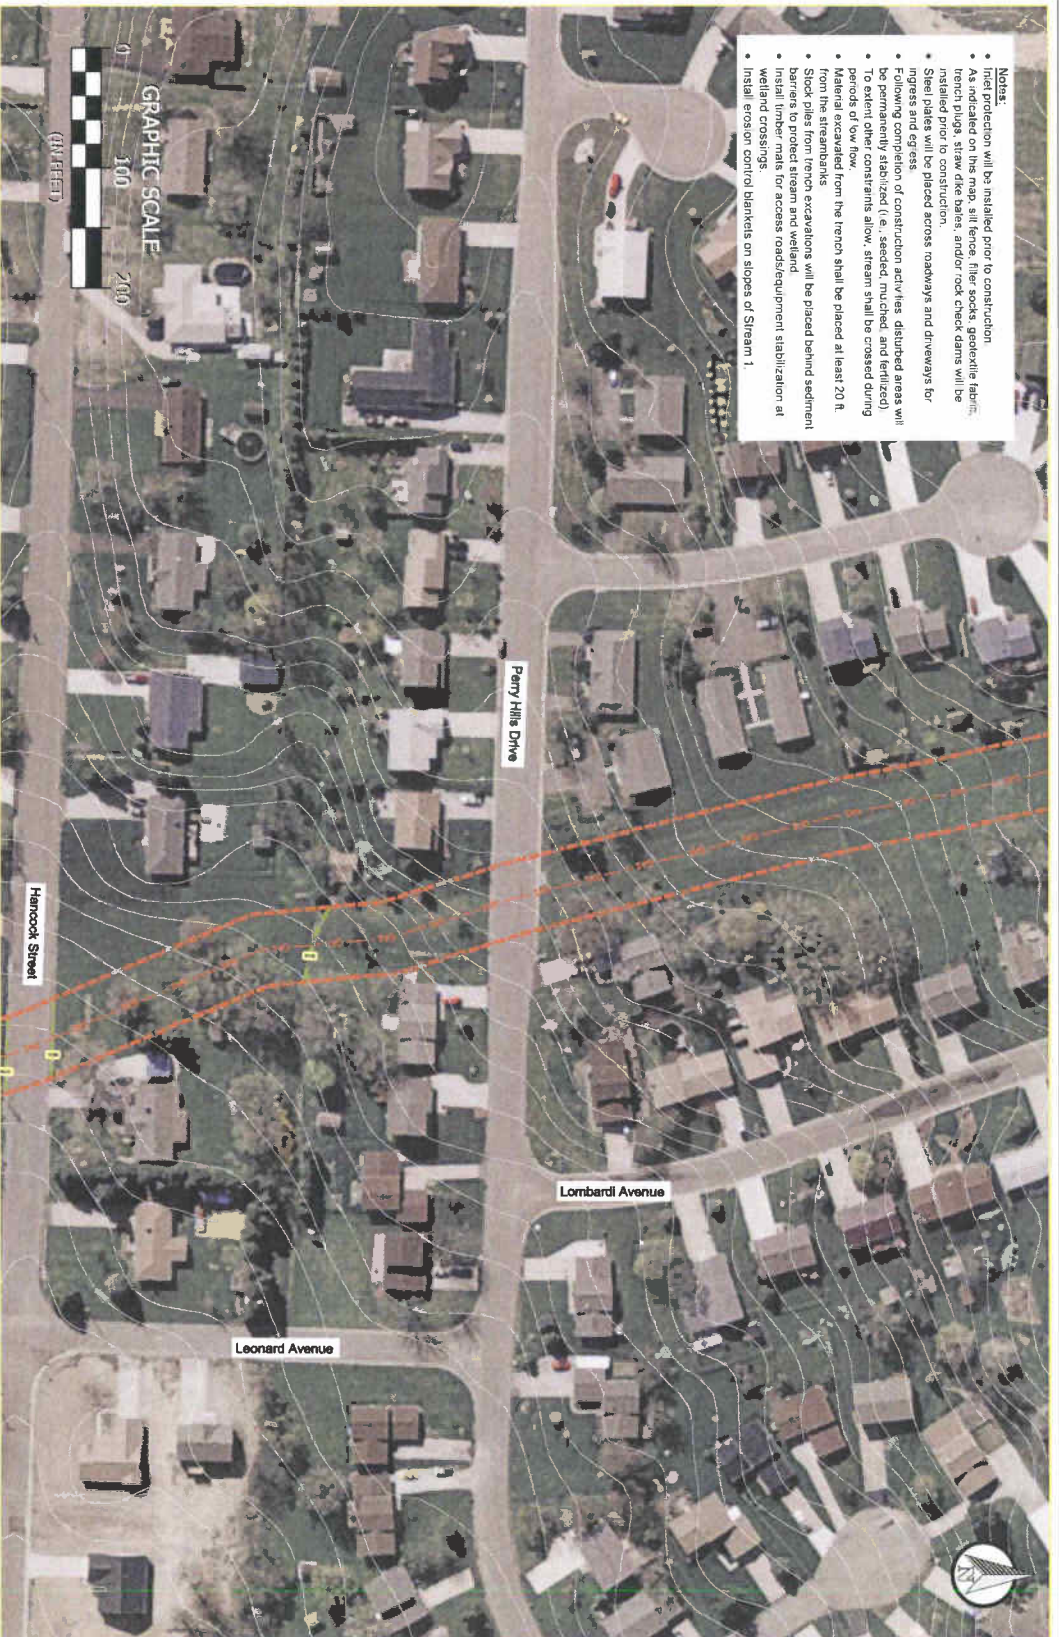 Notes:
• Inlet protection will be installed prior to construction.
• As indicated on this map, silt fence, filter socks, geotextile fabric,
trench plugs, straw dike bales, and/or rock check dams will be
installed prior to construction.
• Steel plates will be placed across roadways and driveways for
ingress and egress.
• Following completion of construction activities, disturbed areas will
be permanently stabilized (i.e., seeded, mulched, and fertilized)
• To extent other constraints allow, stream shall be crossed during
periods of low flow.
• Material excavated from the trench shall be placed at least 20 ft.
from the streambanks
• Stock piles from trench excavations will be placed behind sediment
barriers to protect stream and wetland.
• Install timber mats for access roads/equipment stabilization at
wetland crossings.
• Install erosion control blankets on slopes of Stream 1.
Perry Hills Drive
Lombardi Avenue
Leonard Avenue
Hancock Street
GRAPHIC SCALE
0 100 200
(IN FEET)
N